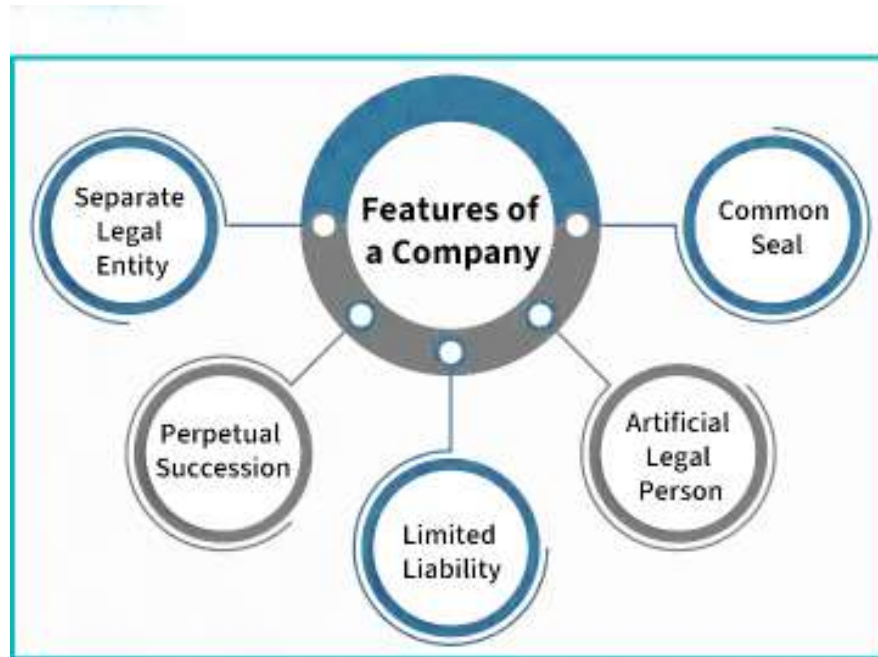 Features of
a Company
Separate
Legal
Entity
Common
Seal
Perpetual
Succession
Artificial
Legal
Person
Limited
Liability